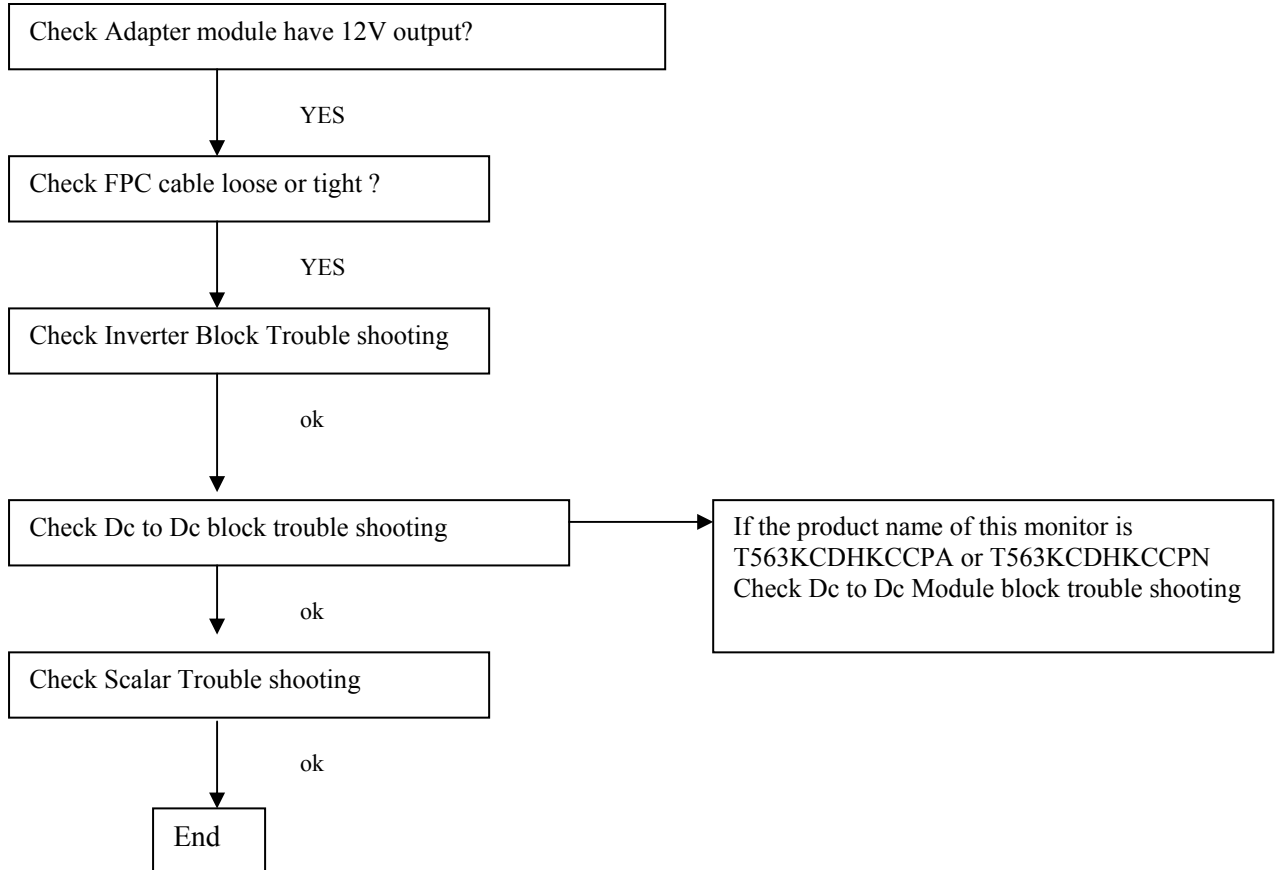 Check Adapter module have 12V output?
YES
Check FPC cable loose or tight ?
YES
Check Inverter Block Trouble shooting
ok
Check Dc to Dc block trouble shooting
If the product name of this monitor is
T563KCDHKCCPA or T563KCDHKCCPN
Check Dc to Dc Module block trouble shooting
ok
Check Scalar Trouble shooting
ok
End